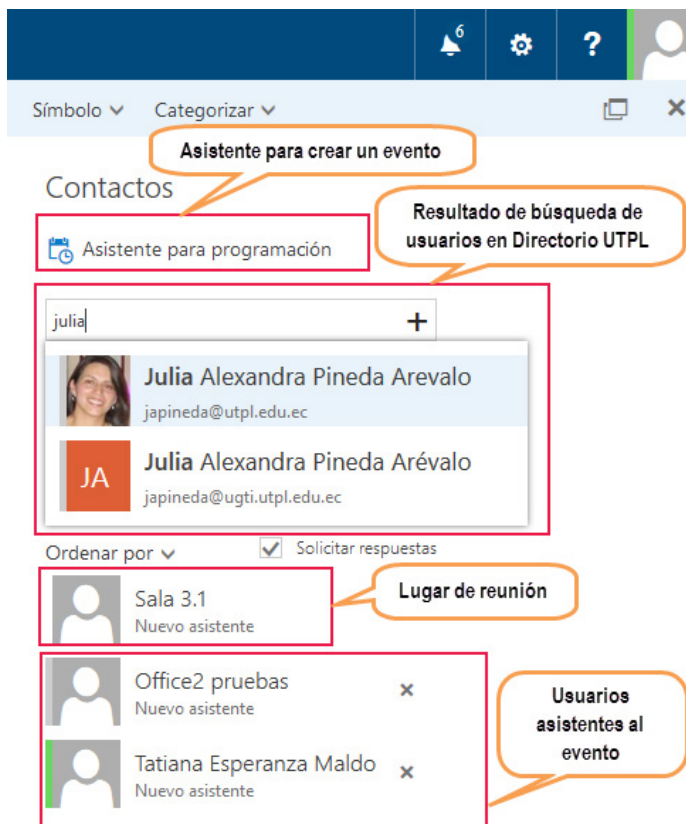 6
?
Símbolo Categorizar
Asistente para crear un evento
Contactos
Resultado de búsqueda de
usuarios en Directorio UTPL
Asistente para programación
julia
Julia Alexandra Pineda Arevalo
japineda@utpl.edu.ec
JA
Julia Alexandra Pineda Arévalo
japineda@ugti.utpl.edu.ec
Ordenar por
Solicitar respuestas
Sala 3.1
Nuevo asistente
Lugar de reunión
Office2 pruebas
Nuevo asistente
Usuarios
asistentes al
evento
Tatiana Esperanza Maldo
Nuevo asistente